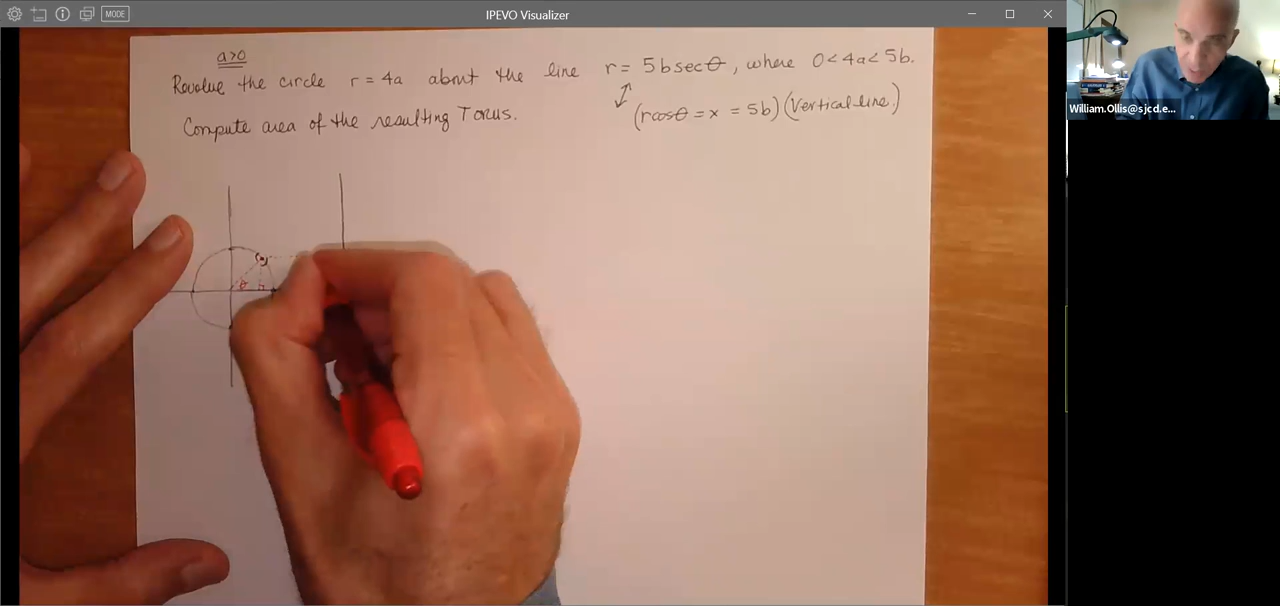 IPEVO Visualizer
MODE
William.Ollis@sjcd.e...
a>0
Revolve the circle r = 4a about the line r = 5b secθ, where 0<4a<5b.
↕ (rcosθ = x = 5b) (Vertical line.)
Compute area of the resulting Torus.
θ